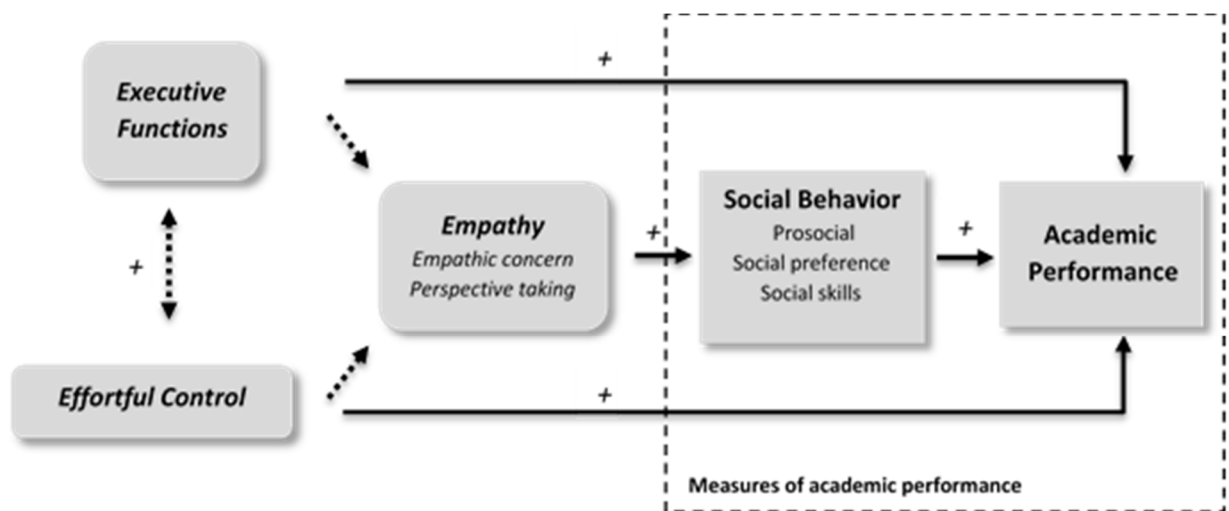 +
Executive
Functions
+
Effortful Control
Empathy
Empathic concern
Perspective taking
+
Social Behavior
Prosocial
Social preference
Social skills
+
Academic
Performance
+
Measures of academic performance